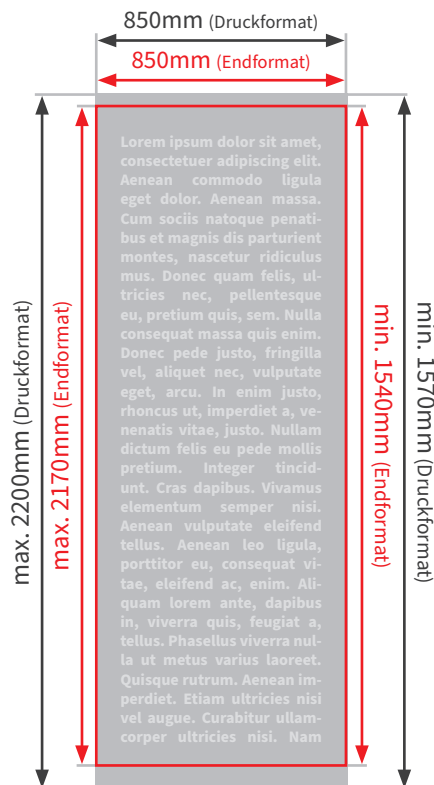 850mm (Druckformat)
850mm (Endformat)
max. 2200mm (Druckformat)
max. 2170mm (Endformat)
Lorem ipsum dolor sit amet,
consectetuer adipiscing elit.
Aenean commodo ligula
eget dolor. Aenean massa.
Cum sociis natoque penati-
bus et magnis dis parturient
montes, nascetur ridiculus
mus. Donec quam felis, ul-
tricies nec, pellentesque
eu, pretium quis, sem. Nulla
consequat massa quis enim.
Donec pede justo, fringilla
vel, aliquet nec, vulputate
eget, arcu. In enim justo,
rhoncus ut, imperdiet a, ve-
nenatis vitae, justo. Nullam
dictum felis eu pede mollis
pretium. Integer tincid-
unt. Cras dapibus. Vivamus
elementum semper nisi.
Aenean vulputate eleifend
tellus. Aenean leo ligula,
porttitor eu, consequat vi-
tae, eleifend ac, enim. Ali-
quam lorem ante, dapibus
in, viverra quis, feugiat a,
tellus. Phasellus viverra nul-
la ut metus varius laoreet.
Quisque rutrum. Aenean im-
perdiet. Etiam ultricies nisi
vel augue. Curabitur ullam-
corper ultricies nisi. Nam
min. 1540mm (Endformat)
min. 1570mm (Druckformat)